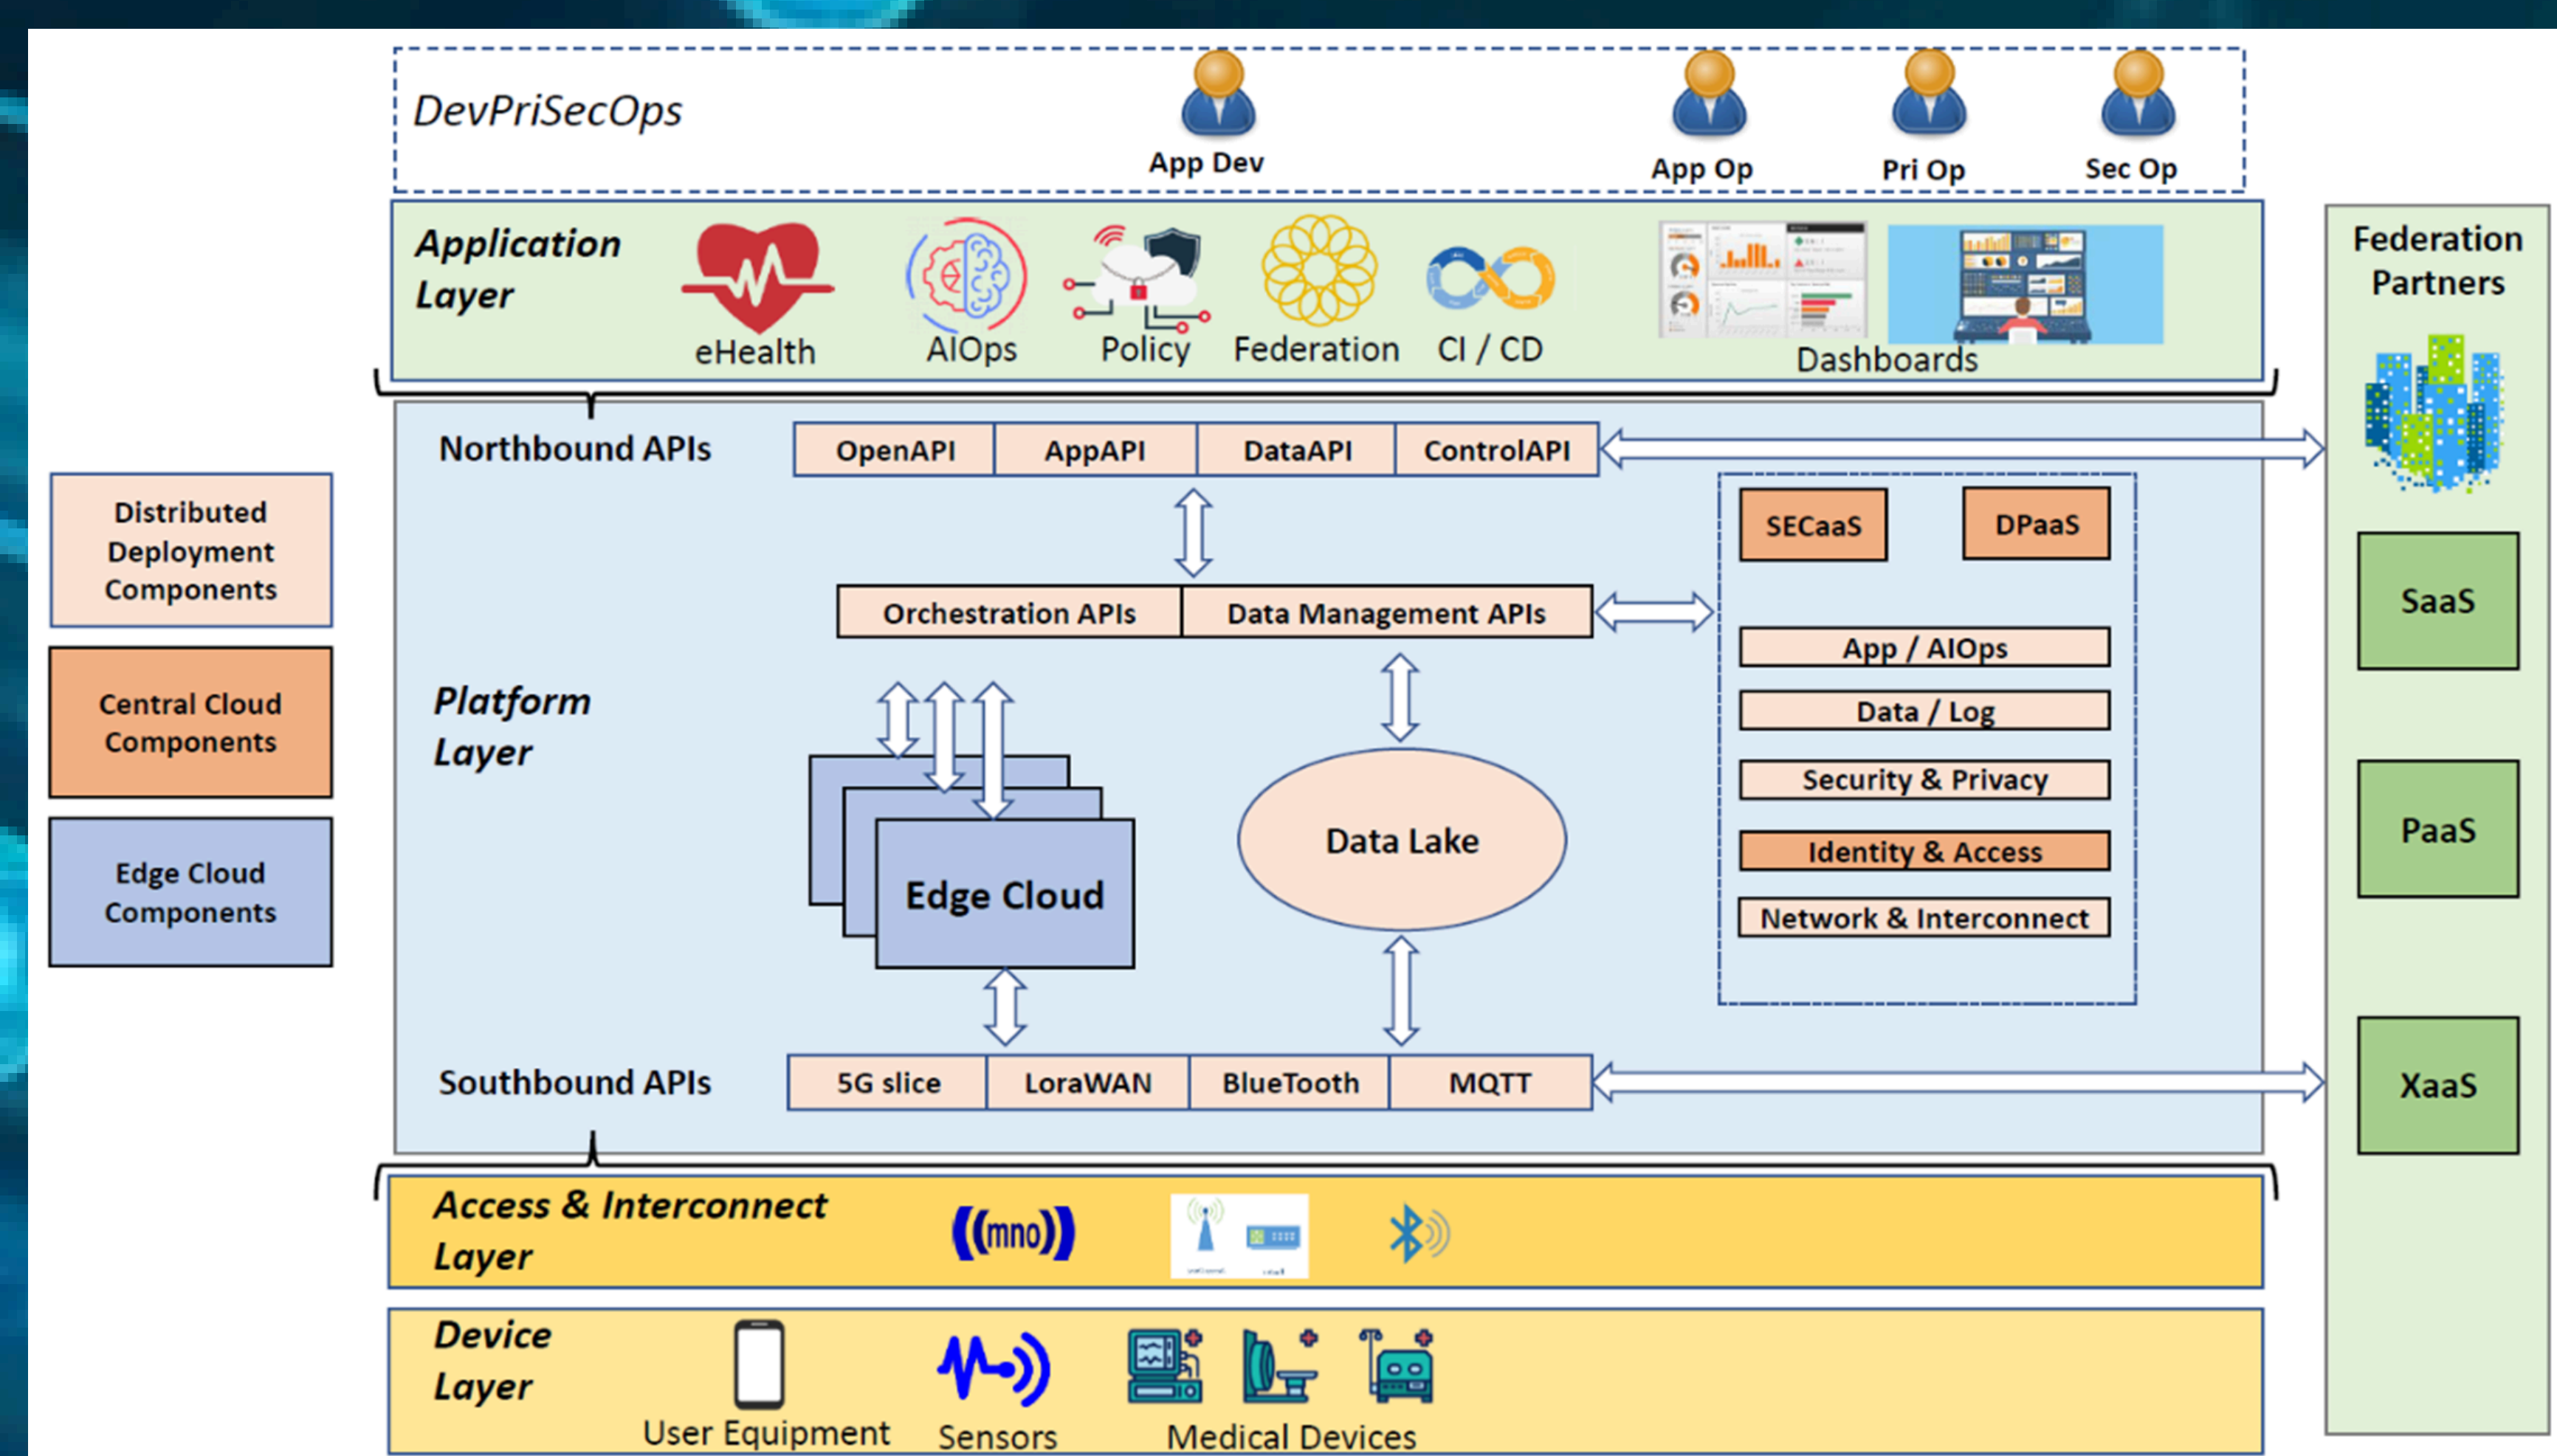 DevPriSecOps
App Dev
App Op
Pri Op
Sec Op
Application
Layer
eHealth
AIOps
Policy
Federation
CI / CD
Dashboards
Federation
Partners
SaaS
PaaS
XaaS
Distributed
Deployment
Components
Central Cloud
Components
Edge Cloud
Components
Northbound APIs
OpenAPI
AppAPI
DataAPI
ControlAPI
Orchestration APIs
Data Management APIs
SECaaS
DPaaS
App / AIOps
Data / Log
Security & Privacy
Identity & Access
Network & Interconnect
Platform
Layer
Edge Cloud
Data Lake
Southbound APIs
5G slice
LoraWAN
BlueTooth
MQTT
Access & Interconnect
Layer
((mno))
Device
Layer
User Equipment
Sensors
Medical Devices